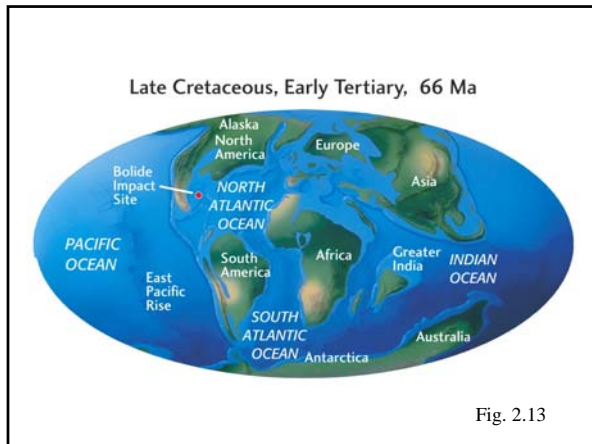 Late Cretaceous, Early Tertiary, 66 Ma
Alaska
North
America
Europe
Asia
Bolide
Impact
Site
NORTH
ATLANTIC
OCEAN
PACIFIC
OCEAN
East
Pacific
Rise
South
America
Africa
Greater
India
INDIAN
OCEAN
SOUTH
ATLANTIC
OCEAN
Antarctica
Australia
Fig. 2.13